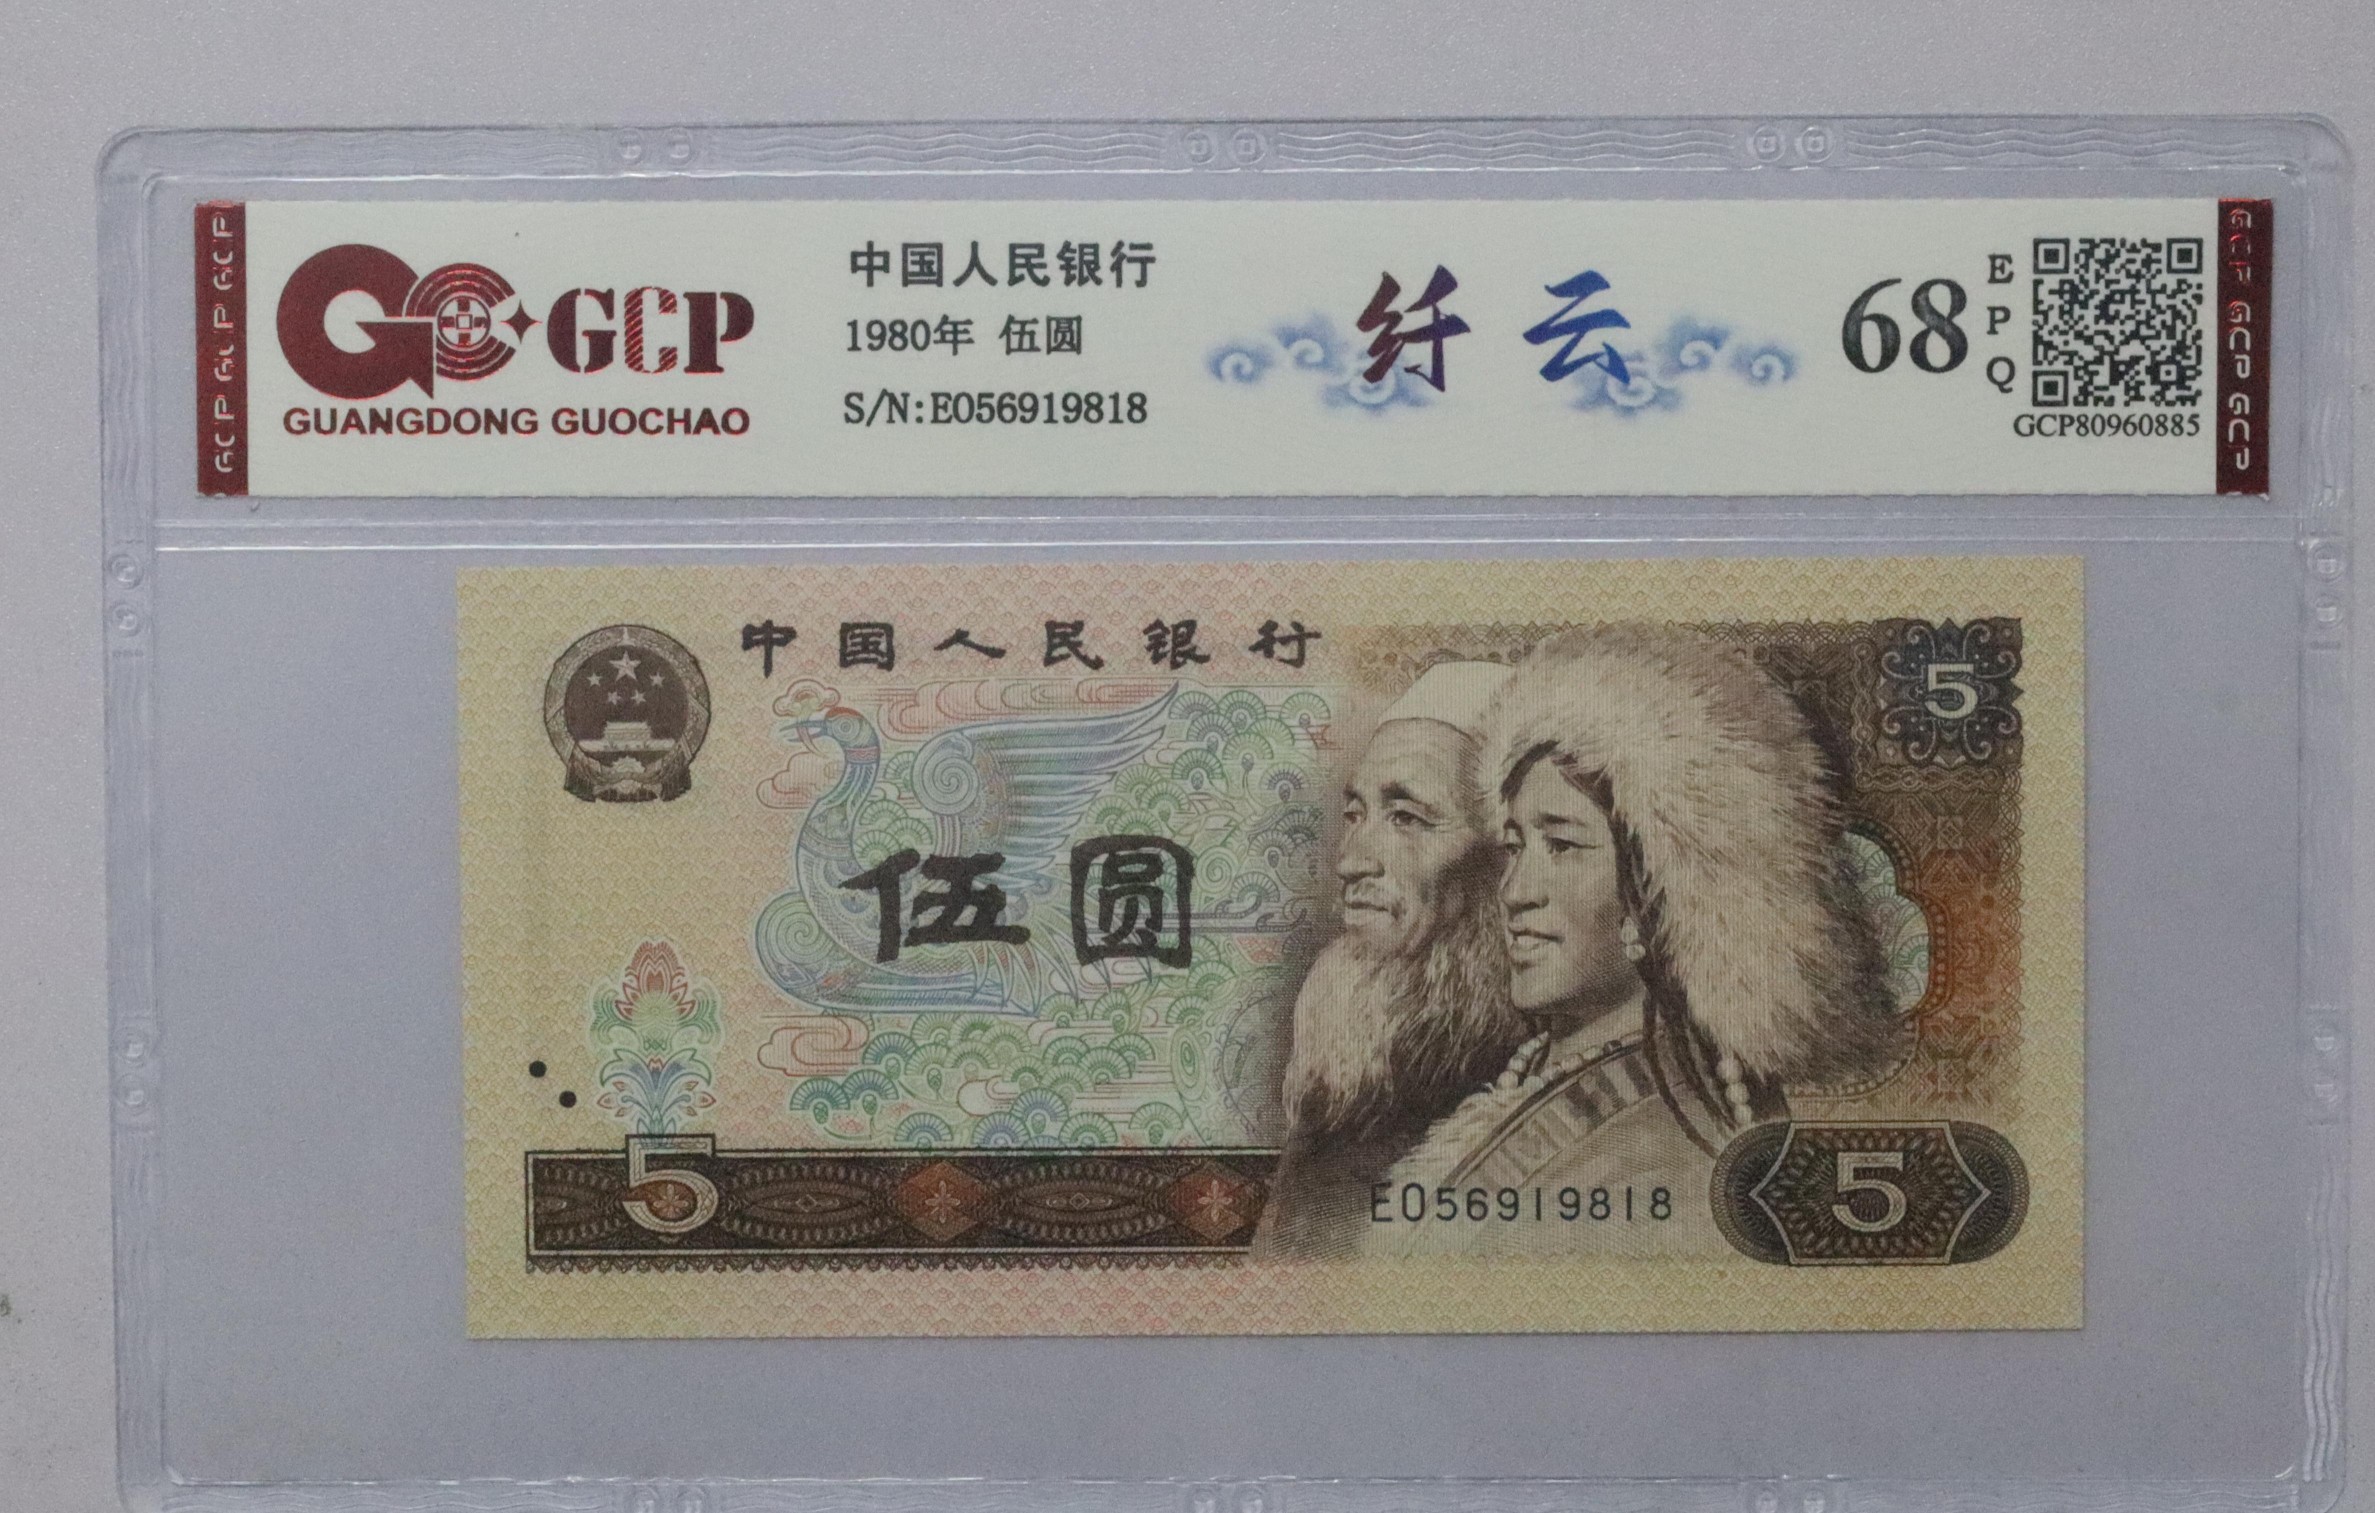 GCP GCP GCP
GCP
GUANGDONG GUOCHAO
中国人民银行
1980年 伍圆
S/N:E056919818
纤云
68
E
P
Q
GCP80960885
GCP GCP GCP
中国人民银行
5
伍圆
5
E056919818
5